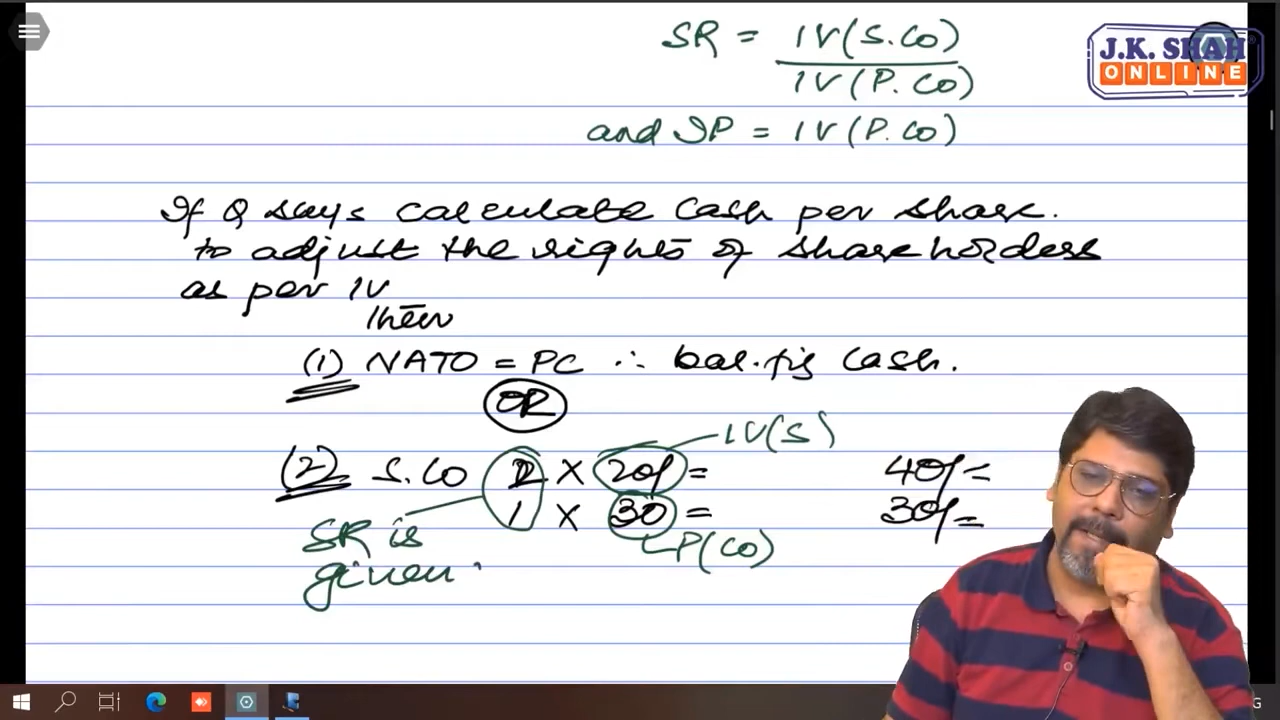 SR = IV(S.CO)
IV(P.CO)
and IP = IV(P.CO)
J.K. SHAH
ONLINE
If Q says calculate cash per share.
to adjust the rights of shareholders
as per IV
then
(1) NATO = PC ∴ bal.fig cash.
OR
IV(S)
(2) S.CO 2 X 20/= 40/=
1 X 30 = 30/=
SR is P(CO)
given
G